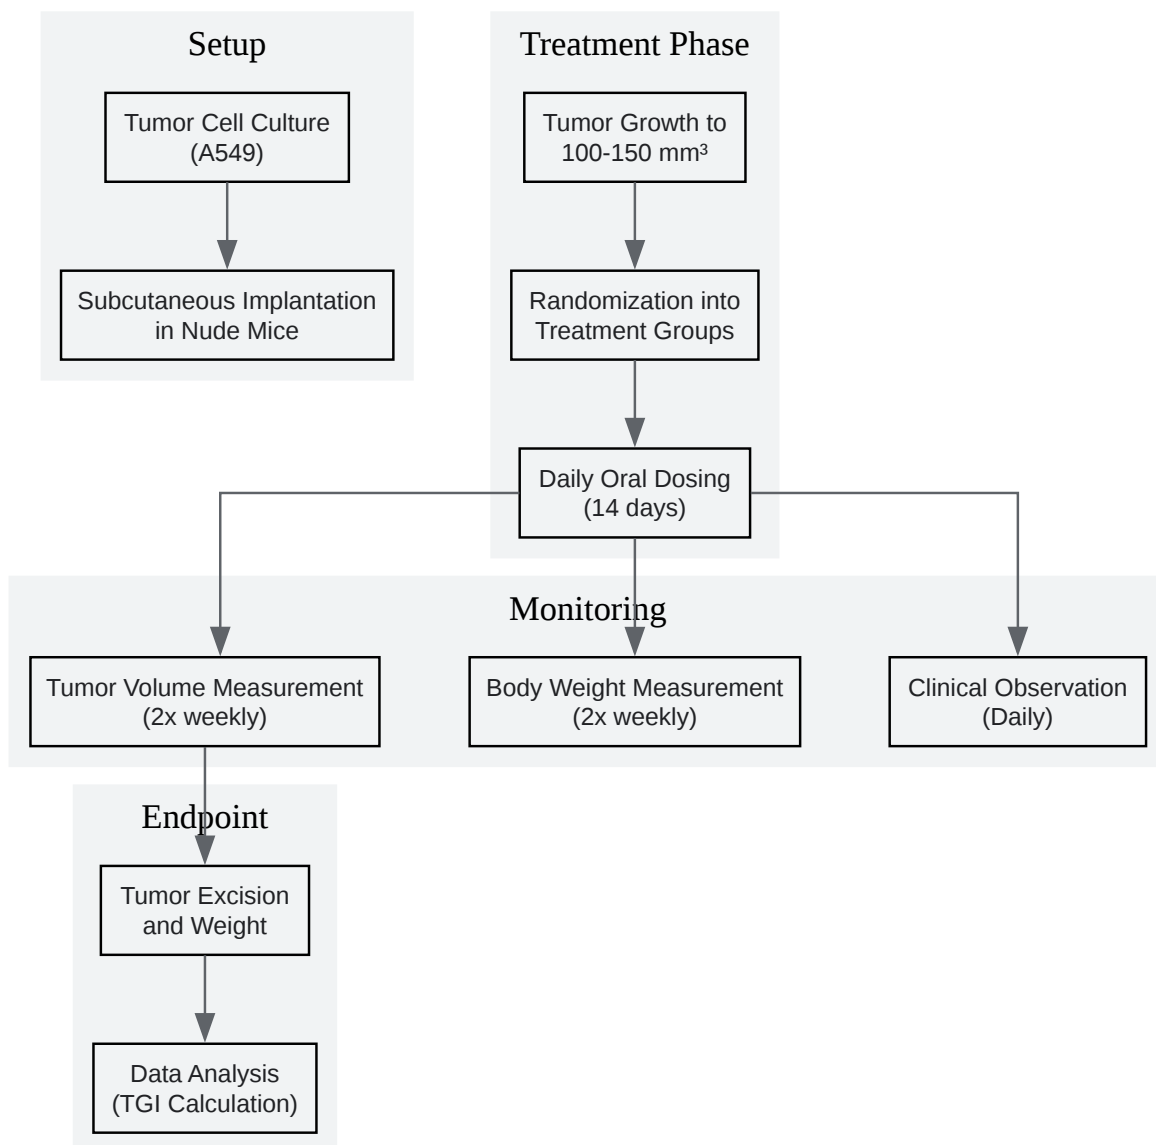 Setup
Tumor Cell Culture
(A549)
Subcutaneous Implantation
in Nude Mice
Treatment Phase
Tumor Growth to
100-150 mm³
Randomization into
Treatment Groups
Daily Oral Dosing
(14 days)
Monitoring
Tumor Volume Measurement
(2x weekly)
Body Weight Measurement
(2x weekly)
Clinical Observation
(Daily)
Endpoint
Tumor Excision
and Weight
Data Analysis
(TGI Calculation)